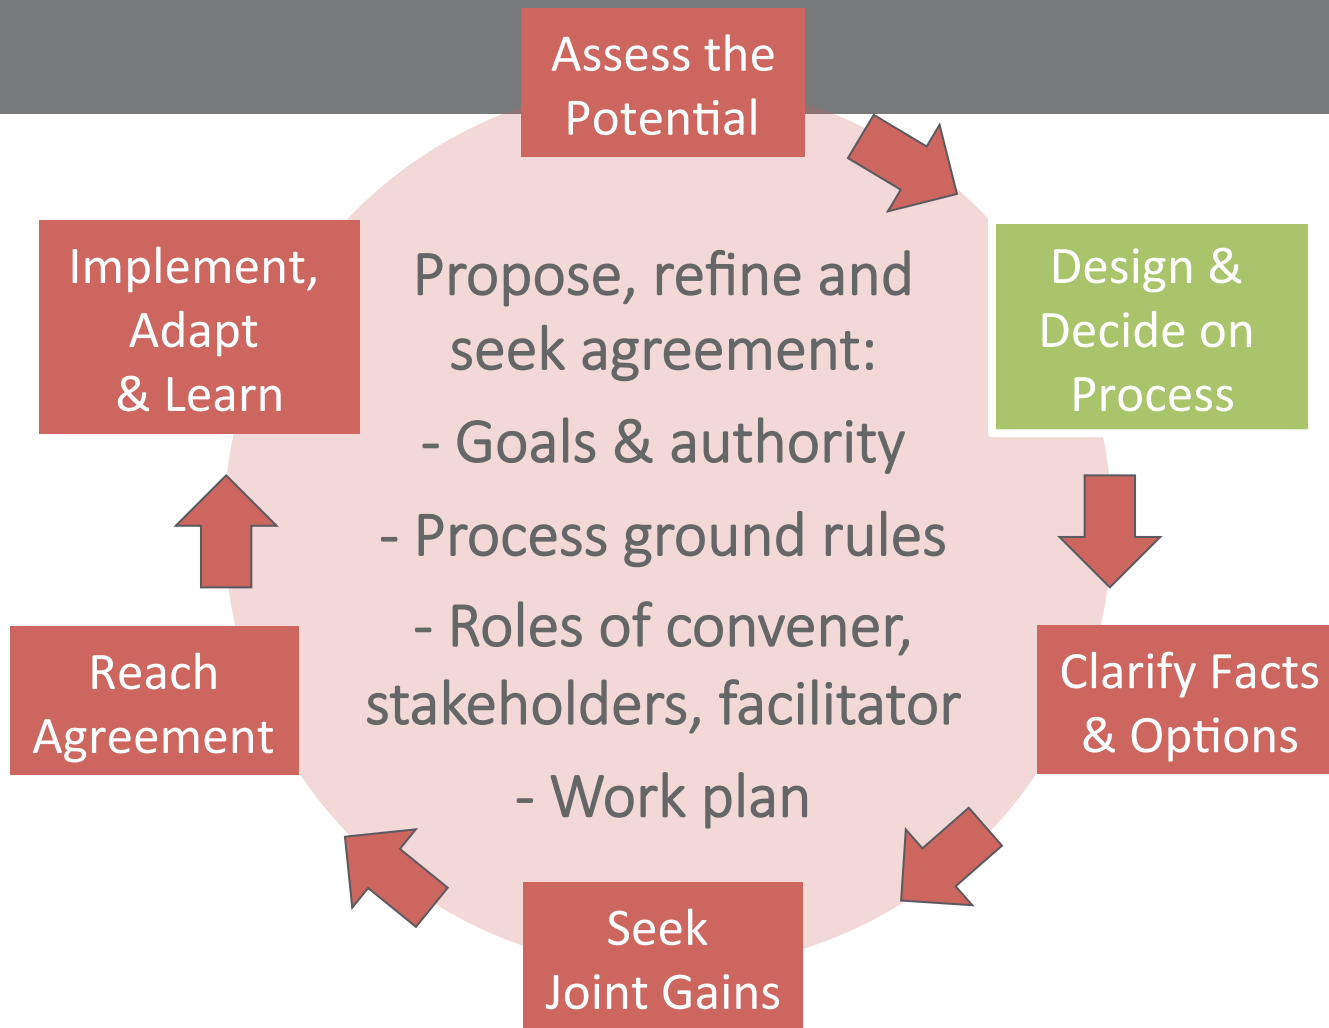 Assess the
Potential
Design &
Decide on
Process
Clarify Facts
& Options
Seek
Joint Gains
Reach
Agreement
Implement,
Adapt
& Learn
Propose, refine and
seek agreement:
- Goals & authority
- Process ground rules
- Roles of convener,
stakeholders, facilitator
- Work plan